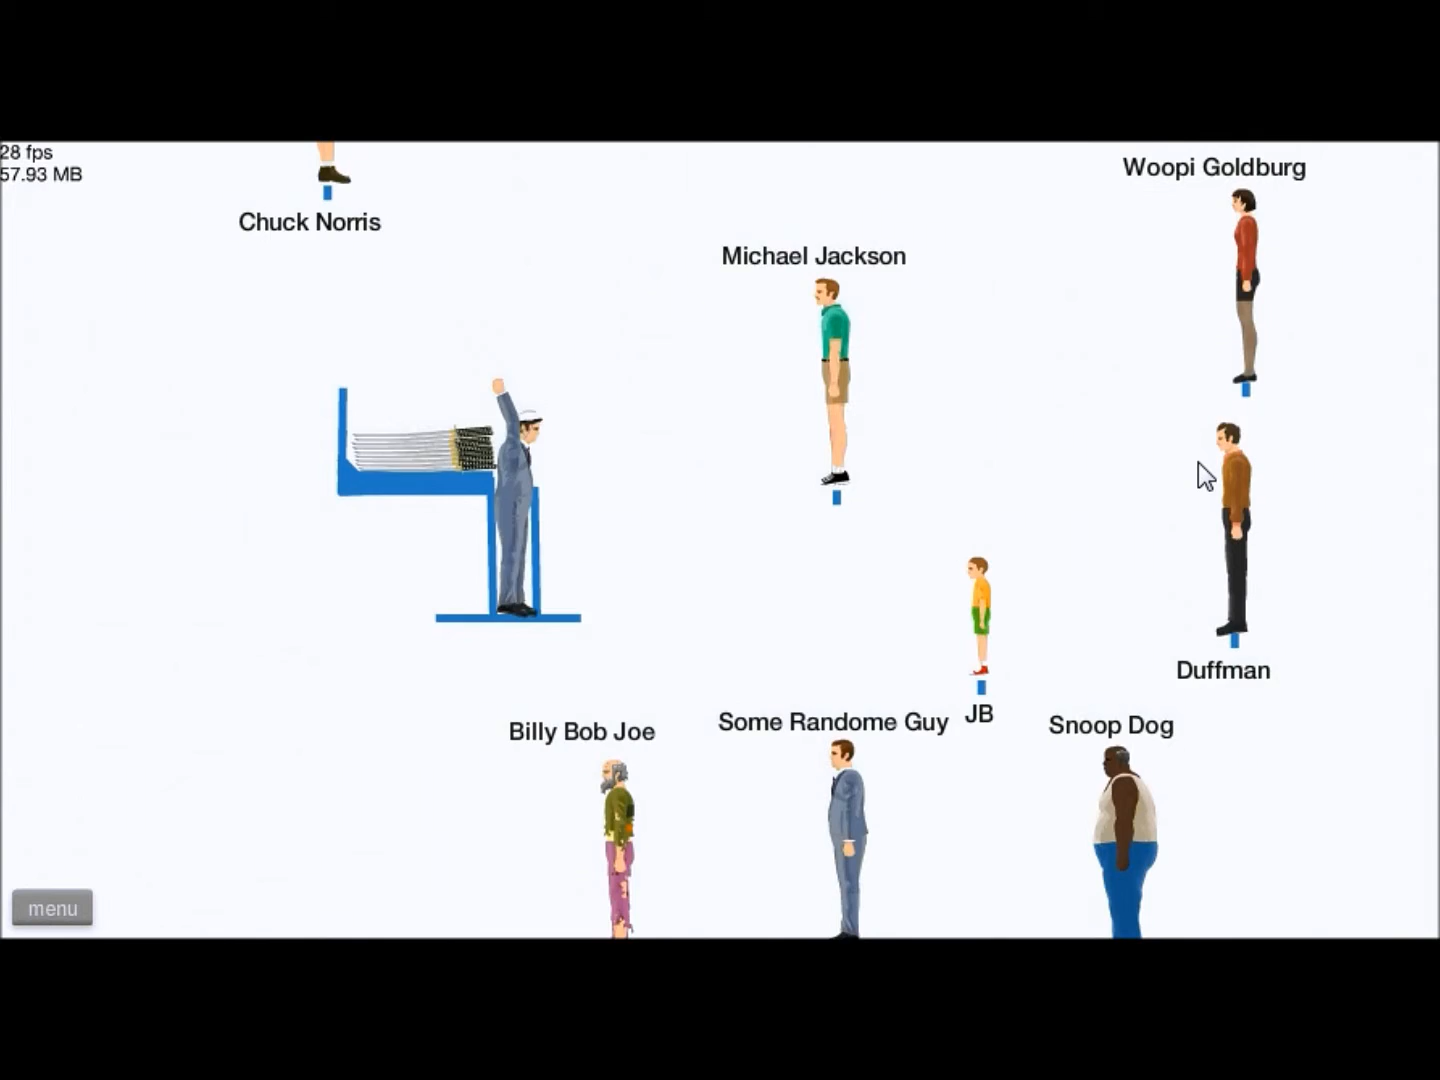 28 fps
57.93 MB
Woopi Goldburg
Chuck Norris
Michael Jackson
Duffman
JB
Some Randome Guy
Snoop Dog
Billy Bob Joe
menu